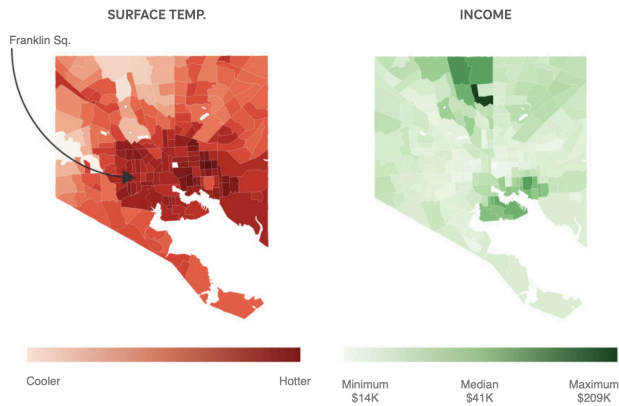 SURFACE TEMP.
INCOME
Franklin Sq.
Cooler
Hotter
Minimum
$14K
Median
$41K
Maximum
$209K